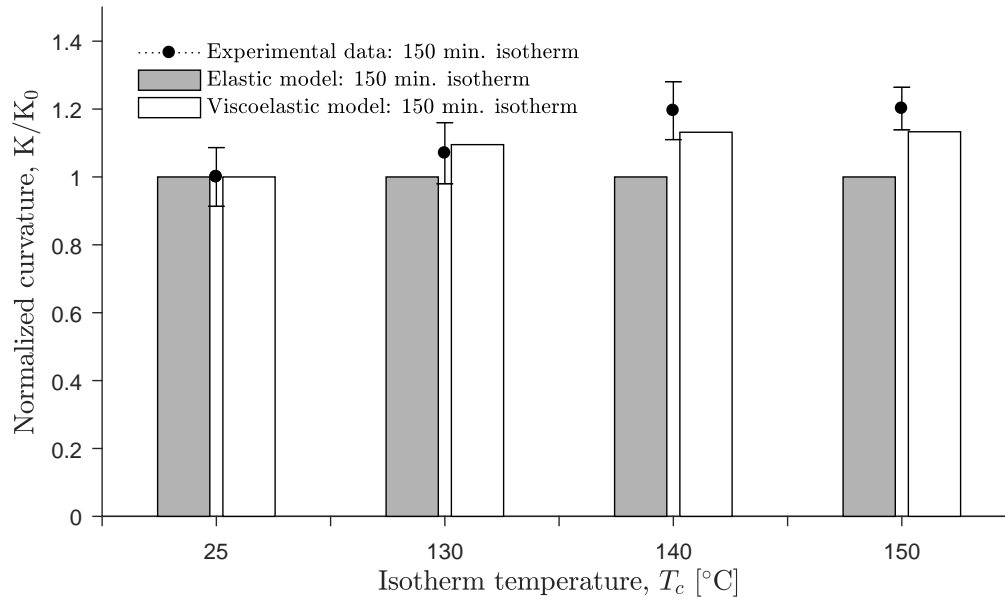 1.4
1.2
1
0.8
0.6
0.4
0.2
0
Normalized curvature, K/K₀
Experimental data: 150 min. isotherm
Elastic model: 150 min. isotherm
Viscoelastic model: 150 min. isotherm
25 130 140 150
Isotherm temperature, T_c [°C]